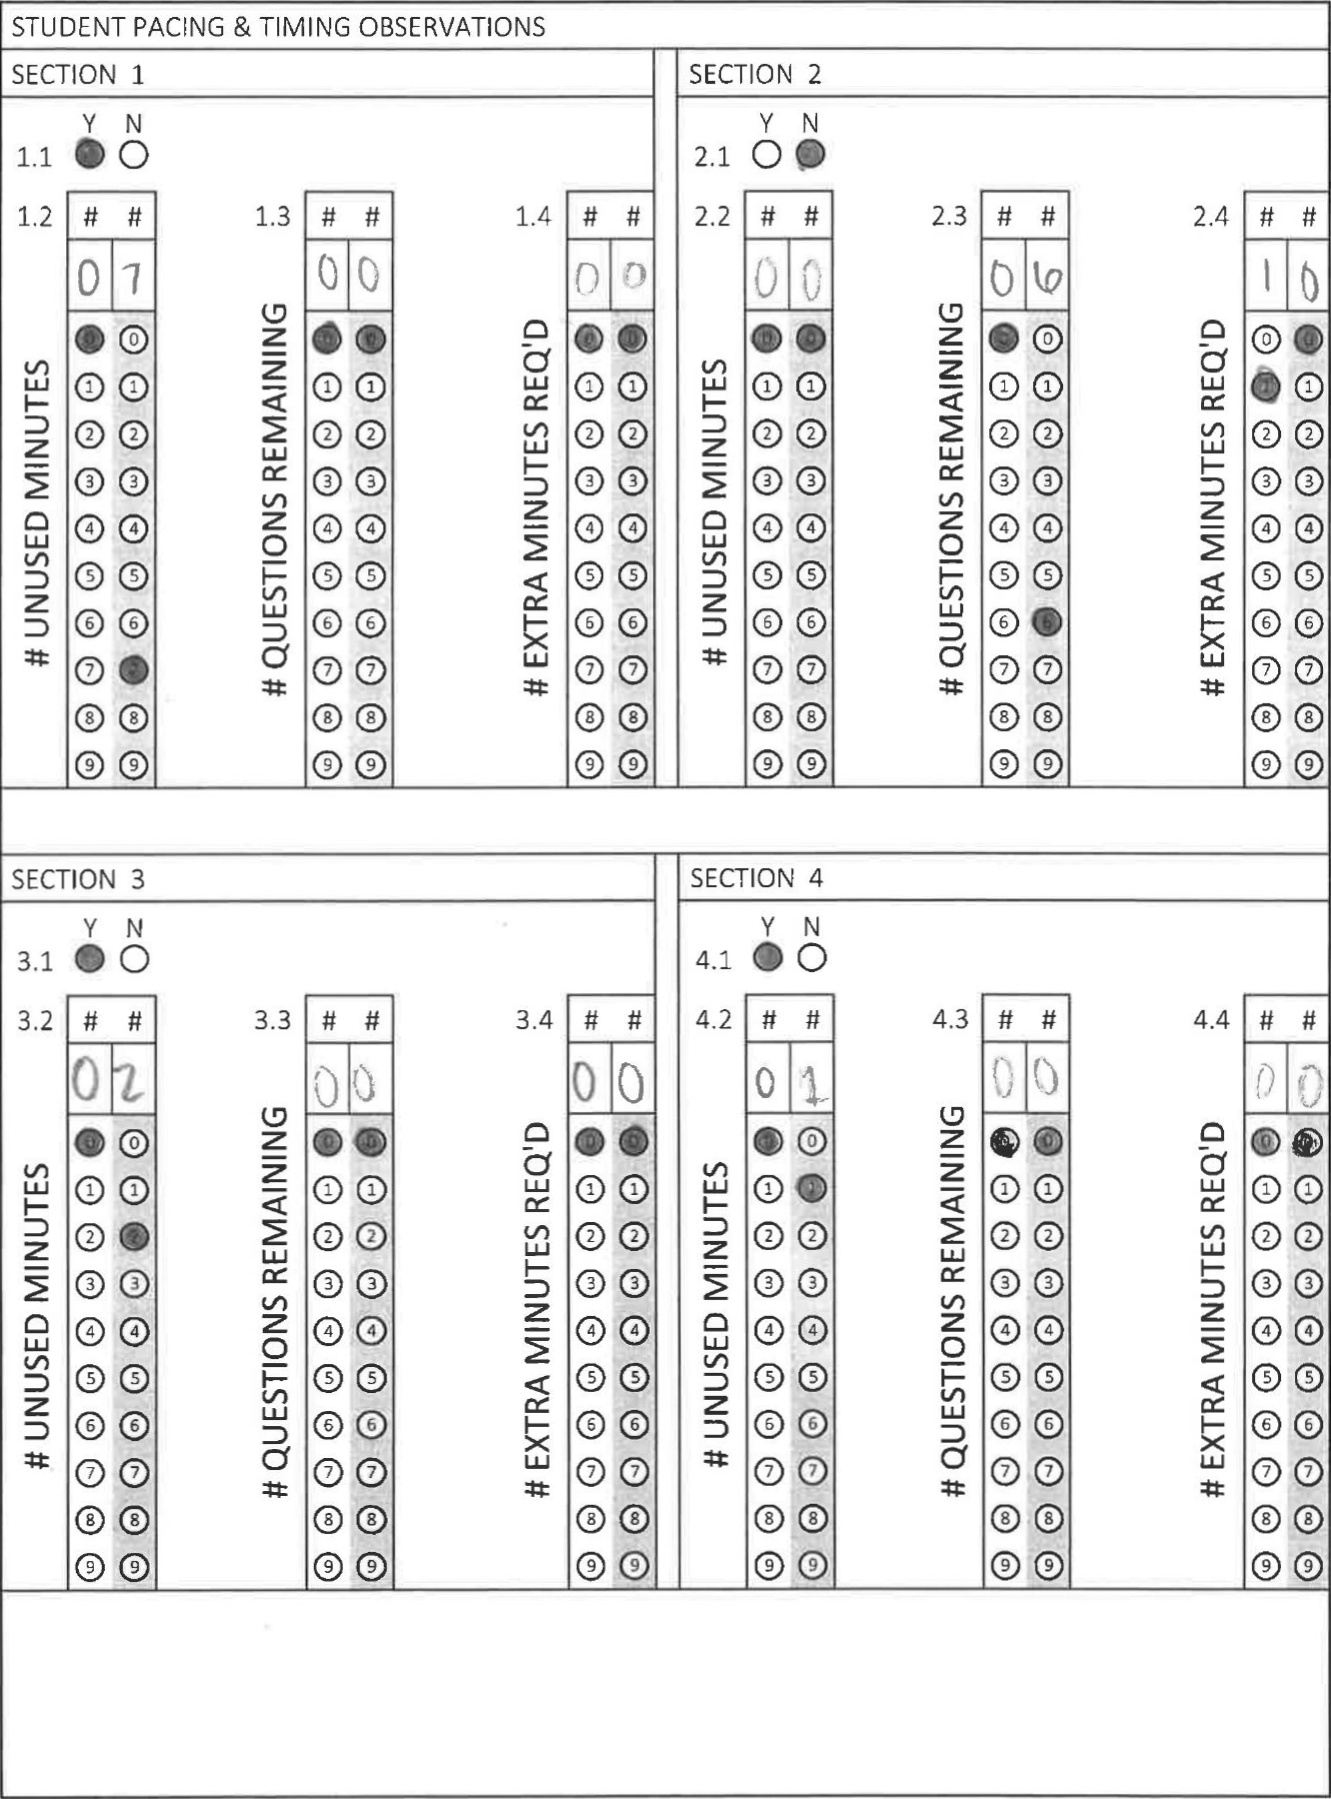 STUDENT PACING & TIMING OBSERVATIONS
SECTION 1
Y N
1.1
1.2 # # 1.3 # # 1.4 # #
0 7 0 0 0 0
# UNUSED MINUTES
# QUESTIONS REMAINING
# EXTRA MINUTES REQ'D
0 0 0 0 0
1 1 1 1 1 1
2 2 2 2 2 2
3 3 3 3 3 3
4 4 4 4 4 4
5 5 5 5 5 5
6 6 6 6 6 6
7 7 7 7 7
8 8 8 8 8 8
9 9 9 9 9 9
SECTION 2
Y N
2.1
2.2 # # 2.3 # # 2.4 # #
0 0 0 6 1 0
# UNUSED MINUTES
# QUESTIONS REMAINING
# EXTRA MINUTES REQ'D
0 0 0 0 0
1 1 1 1 1 1
2 2 2 2 2 2
3 3 3 3 3 3
4 4 4 4 4 4
5 5 5 5 5 5
6 6 6 6 6 6
7 7 7 7 7 7
8 8 8 8 8 8
9 9 9 9 9 9
SECTION 3
Y N
3.1
3.2 # # 3.3 # # 3.4 # #
0 2 0 0 0 0
# UNUSED MINUTES
# QUESTIONS REMAINING
# EXTRA MINUTES REQ'D
0 0 0 0 0 0
1 1 1 1 1 1
2 2 2 2 2
3 3 3 3 3 3
4 4 4 4 4 4
5 5 5 5 5 5
6 6 6 6 6 6
7 7 7 7 7 7
8 8 8 8 8 8
9 9 9 9 9 9
SECTION 4
Y N
4.1
4.2 # # 4.3 # # 4.4 # #
0 1 0 0 0 0
# UNUSED MINUTES
# QUESTIONS REMAINING
# EXTRA MINUTES REQ'D
0 0 0 0
1 1 1 1 1 1
2 2 2 2 2 2
3 3 3 3 3 3
4 4 4 4 4 4
5 5 5 5 5 5
6 6 6 6 6 6
7 7 7 7 7 7
8 8 8 8 8 8
9 9 9 9 9 9